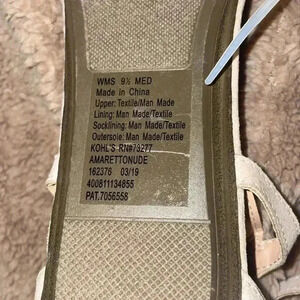 WMS 9½ MED
Made in China
Upper: Textile/Man Made
Lining: Man Made/Textile
Socklining: Man Made/Textile
Outersole: Man Made/Textile
KOHL'S RN#73277
AMARETTONUDE
162376 03/19
400811134855
PAT.7056558